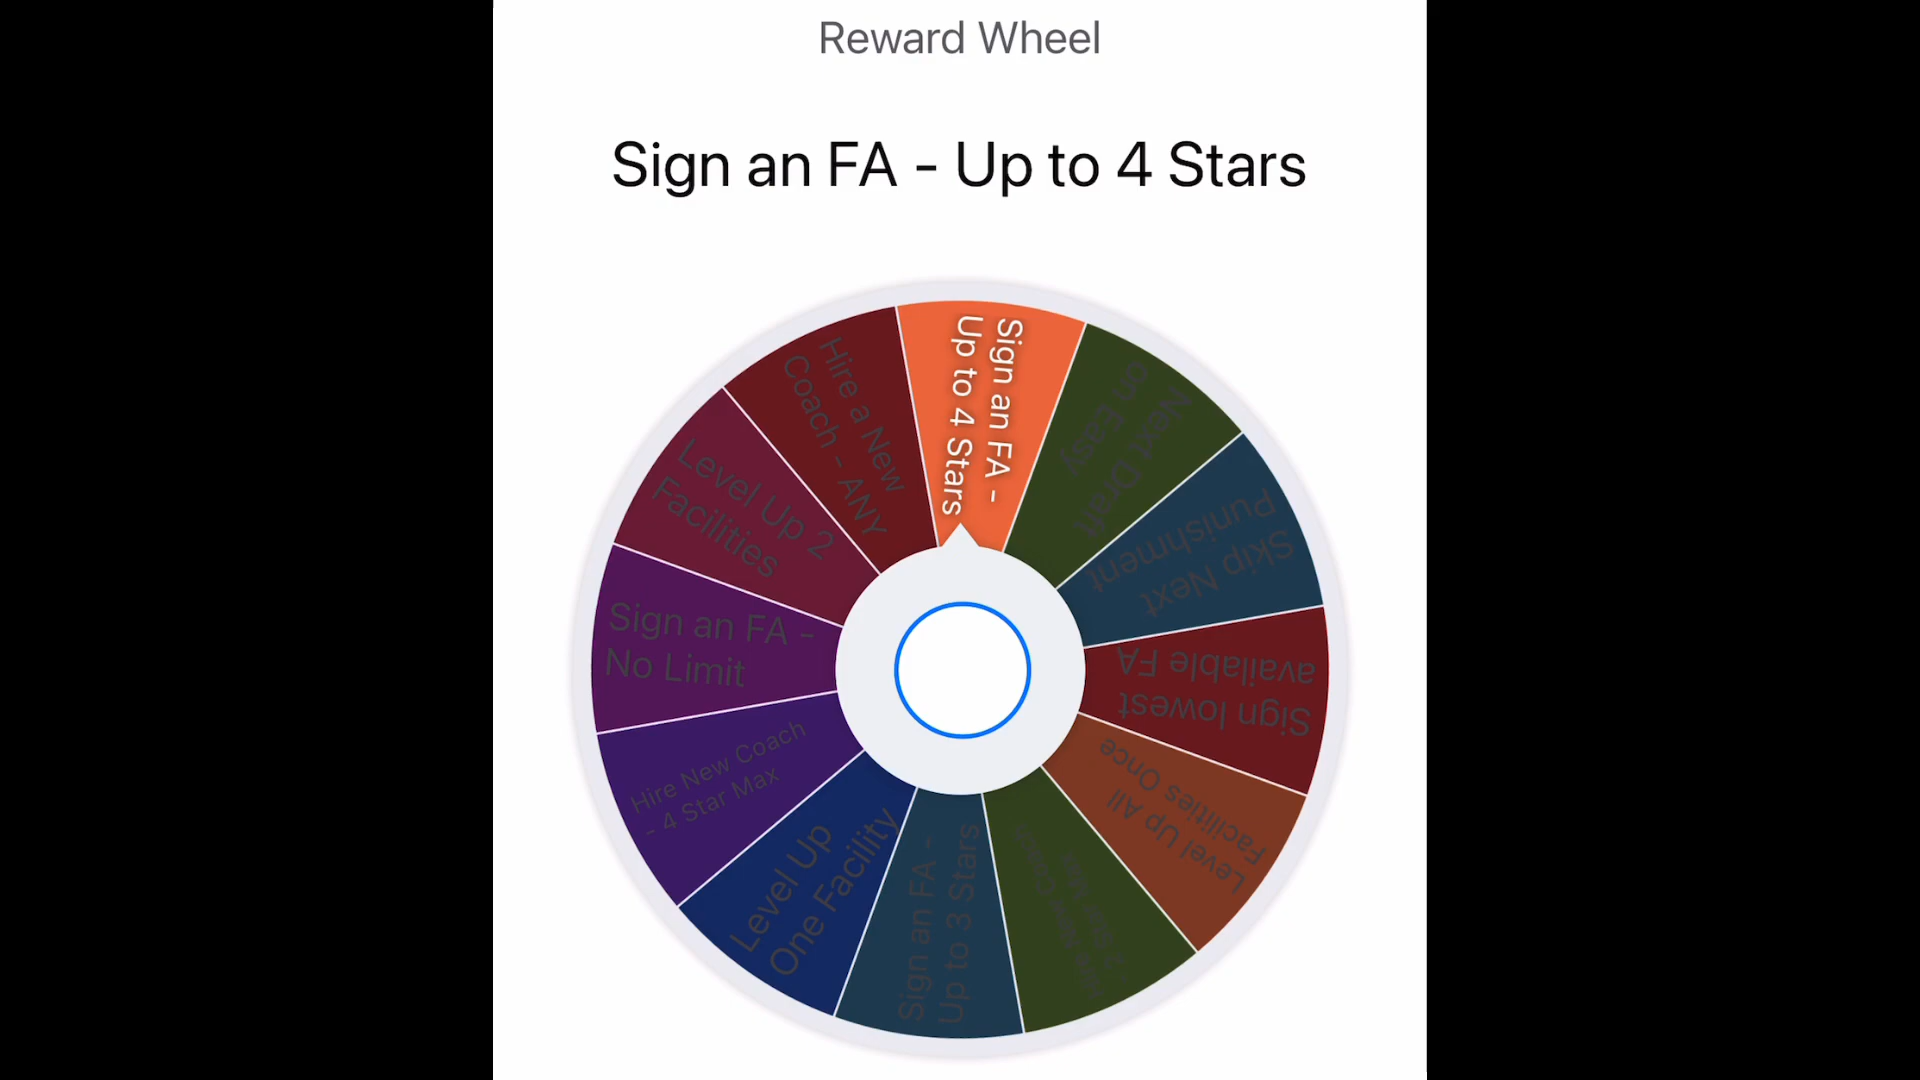 Reward Wheel
Sign an FA - Up to 4 Stars
Sign an FA -
Up to 4 Stars
Next Draft
on Easy
Skip Next
Punishment
Sign lowest
available FA
Level Up All
Facilities Once
Sign an FA -
Up to 3 Stars
Level Up
One Facility
Hire New Coach
- 4 Star Max
Sign an FA -
No Limit
Level Up 2
Facilities
Hire a New
Coach - ANY